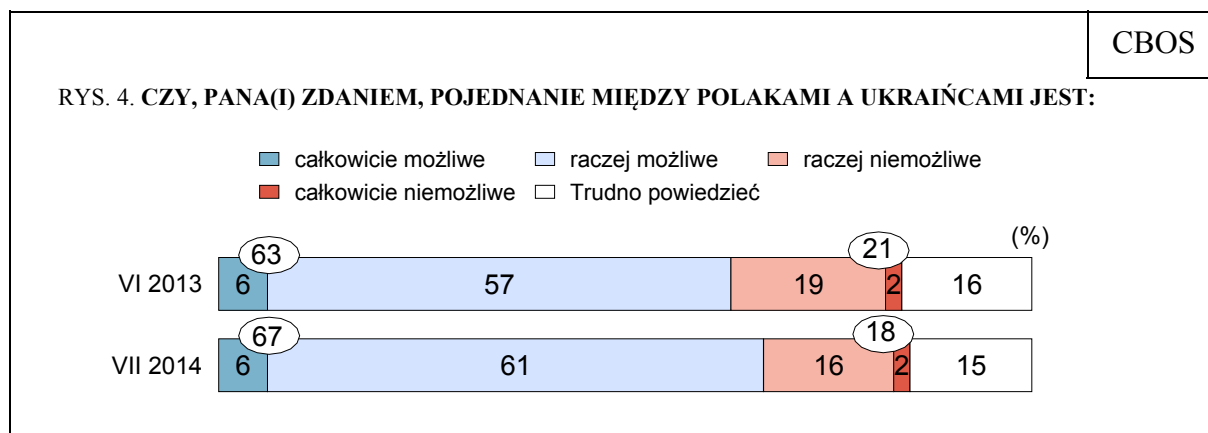 CBOS
RYS. 4. CZY, PANA(I) ZDANIEM, POJEDNANIE MIĘDZY POLAKAMI A UKRAIŃCAMI JEST:
całkowicie możliwe raczej możliwe raczej niemożliwe
całkowicie niemożliwe Trudno powiedzieć
(%)
63 21
VI 2013 6 57 19 2 16
67 18
VII 2014 6 61 16 2 15